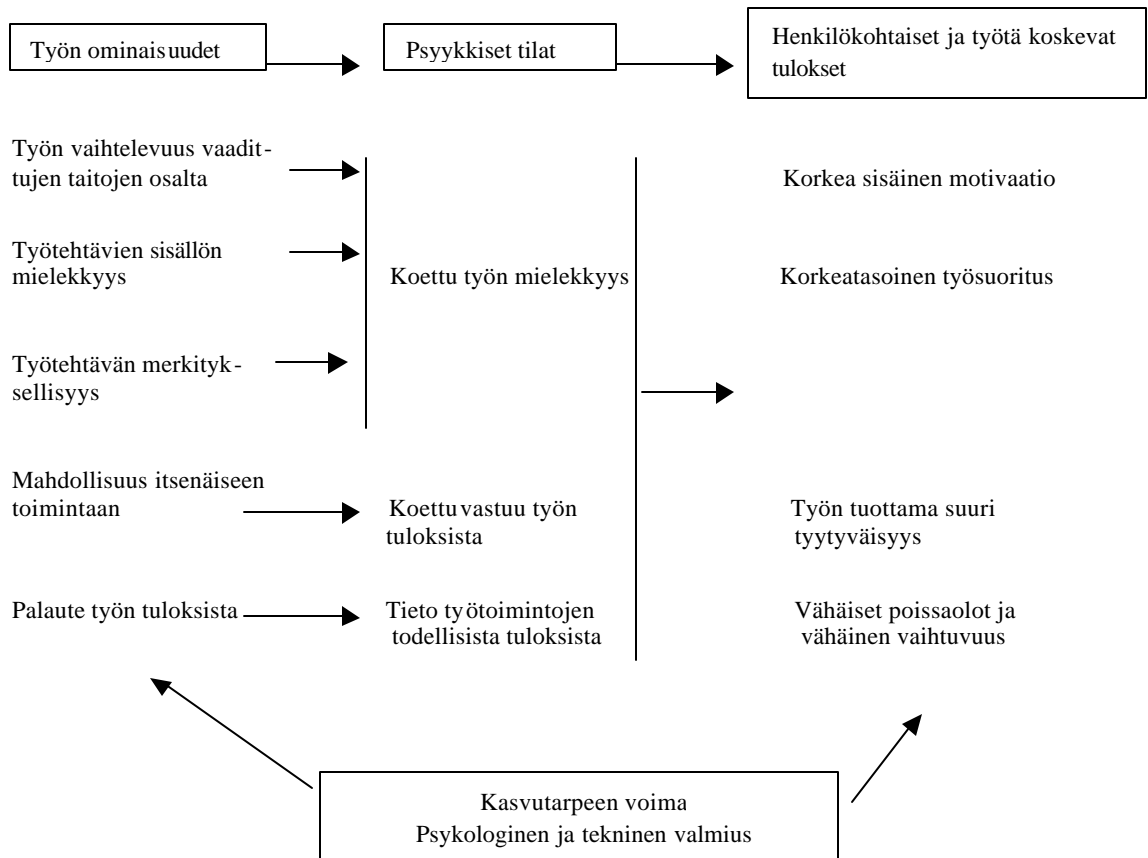 Työn ominaisuudet
Psyykkiset tilat
Henkilökohtaiset ja työtä koskevat
tulokset
Työn vaihtelevuus vaadit-
tujen taitojen osalta
Korkea sisäinen motivaatio
Työtehtävien sisällön
mielekkyys
Koettu työn mielekkyys
Korkeatasoinen työsuoritus
Työtehtävän merkityk-
sellisyys
Mahdollisuus itsenäiseen
toimintaan
Koettu vastuu työn
tuloksista
Työn tuottama suuri
tyytyväisyys
Palaute työn tuloksista
Tieto työtoimintojen
todellisista tuloksista
Vähäiset poissaolot ja
vähäinen vaihtuvuus
Kasvutarpeen voima
Psykologinen ja tekninen valmius